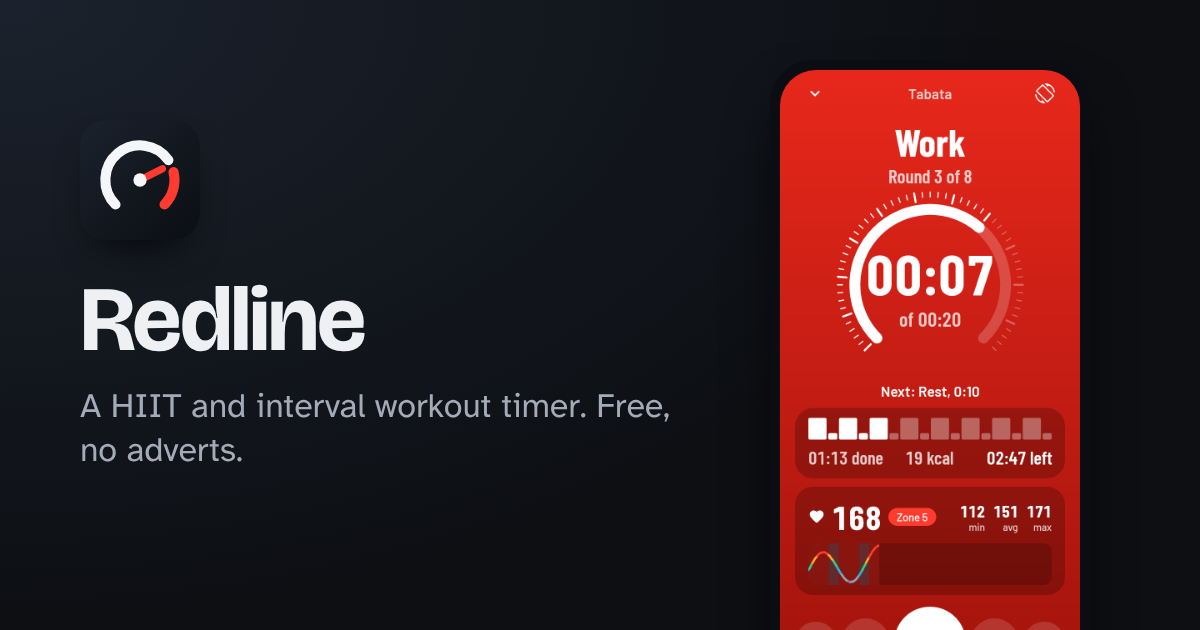 Redline
A HIIT and interval workout timer. Free,
no adverts.
Tabata
Work
Round 3 of 8
00:07
of 00:20
Next: Rest, 0:10
01:13 done 19 kcal 02:47 left
168 Zone 5 112 151 171
min avg max